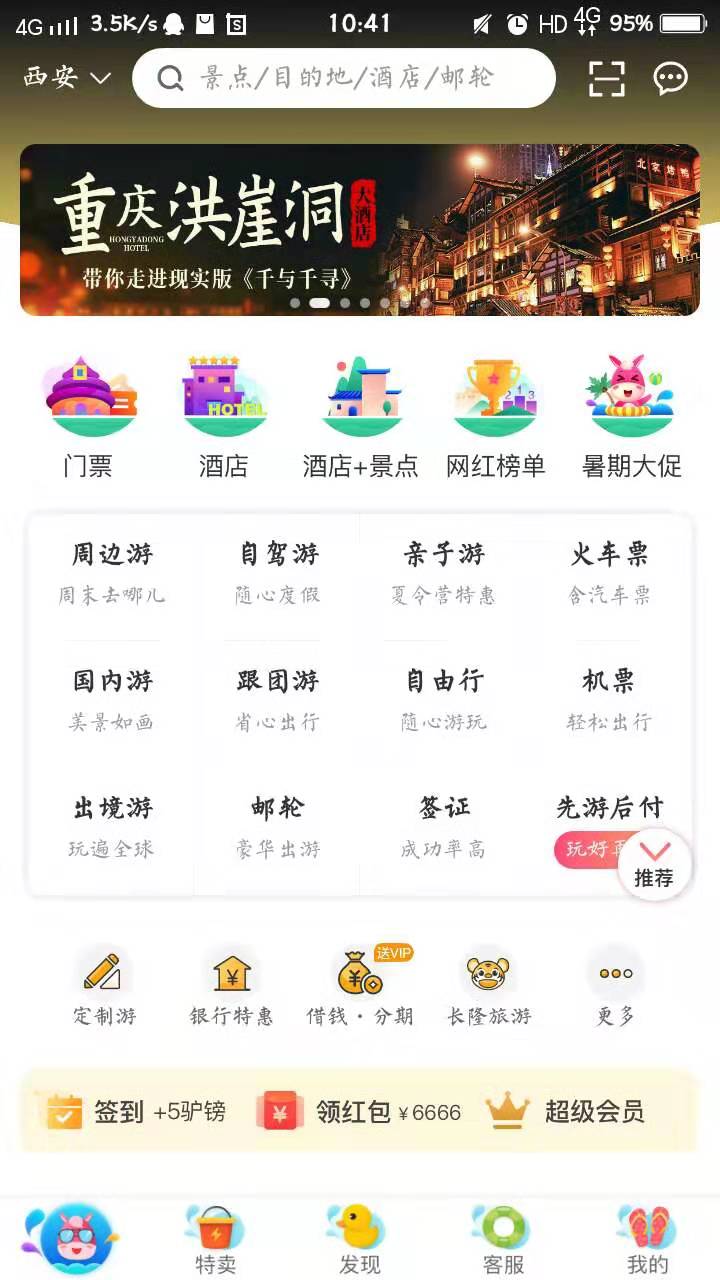 4G 3.5K/s 10:41 HD 4G 95%
西安 景点/目的地/酒店/邮轮
重庆洪崖洞 大酒店
HONGYADONG
HOTEL
带你走进现实版《千与千寻》
北京烤鸭
HOTEL
1 2 3
门票 酒店 酒店+景点 网红榜单 暑期大促
周边游 自驾游 亲子游 火车票
周末去哪儿 随心度假 夏令营特惠 含汽车票
国内游 跟团游 自由行 机票
美景如画 省心出行 随心游玩 轻松出行
出境游 邮轮 签证 先游后付
玩遍全球 豪华出游 成功率高 玩好
推荐
送VIP
定制游 银行特惠 借钱·分期 长隆旅游 更多
签到 +5驴镑 领红包 ¥6666 超级会员
特卖 发现 客服 我的